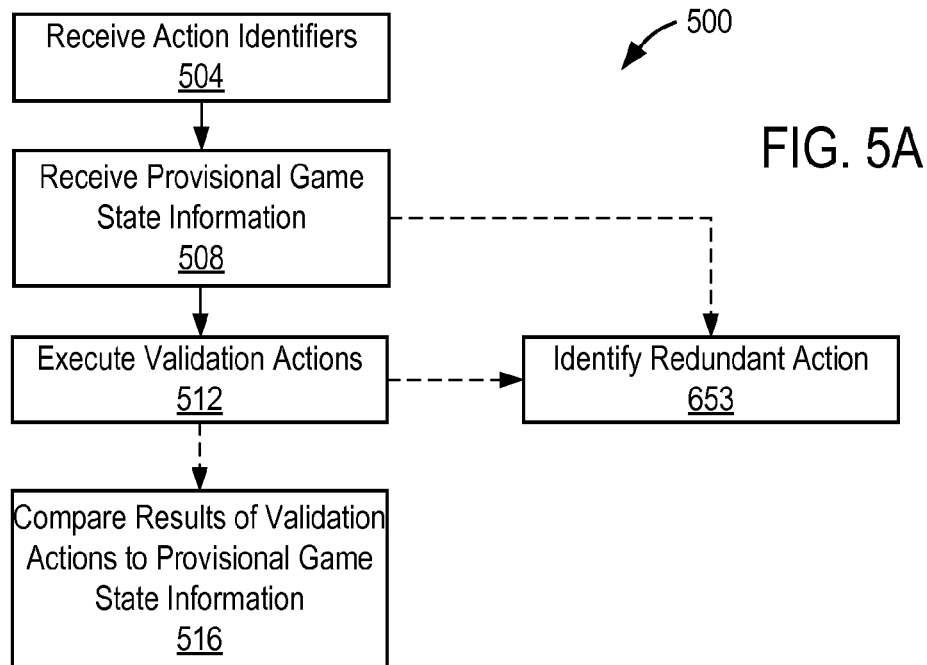 Receive Action Identifiers
504
500
FIG. 5A
Receive Provisional Game
State Information
508
Execute Validation Actions
512
Identify Redundant Action
653
Compare Results of Validation
Actions to Provisional Game
State Information
516